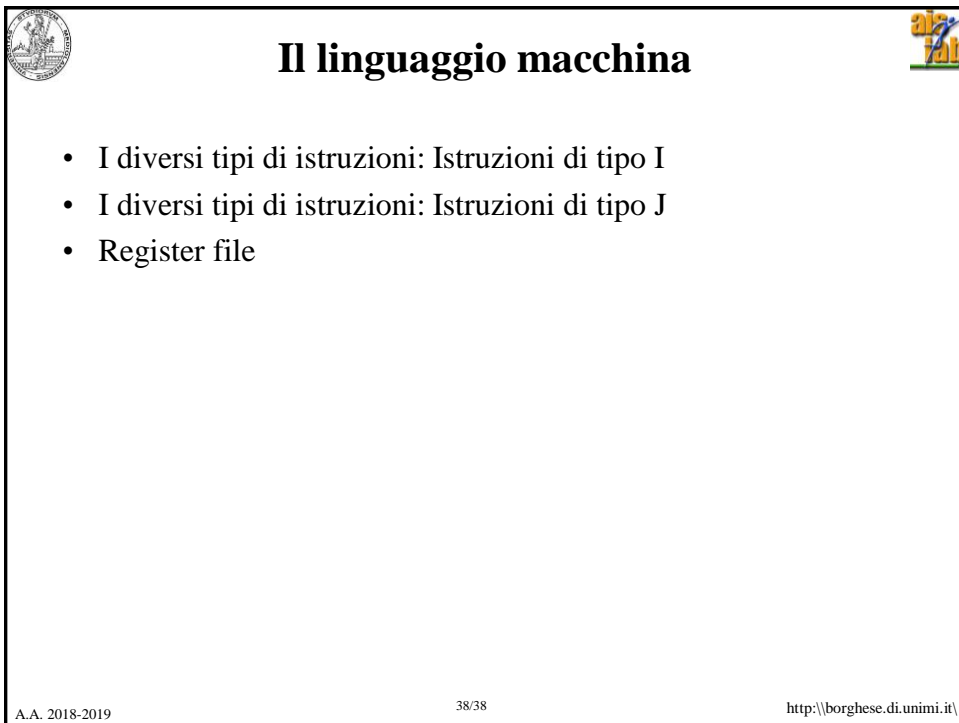 Il linguaggio macchina
• I diversi tipi di istruzioni: Istruzioni di tipo I
• I diversi tipi di istruzioni: Istruzioni di tipo J
• Register file
A.A. 2018-2019
38/38
http:\\borghese.di.unimi.it\